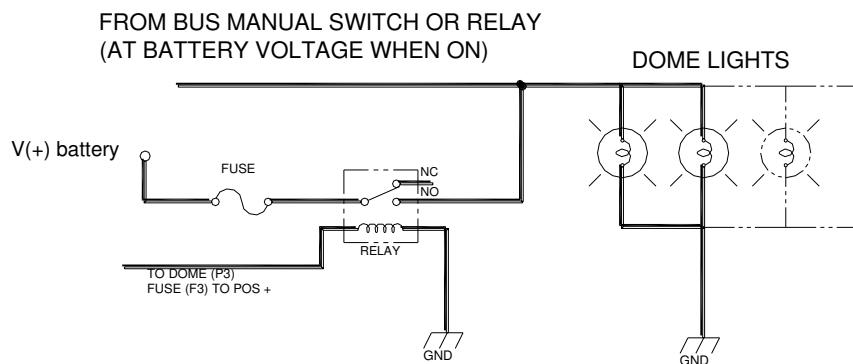 FROM BUS MANUAL SWITCH OR RELAY
(AT BATTERY VOLTAGE WHEN ON)
DOME LIGHTS
V(+) battery
FUSE
NC
NO
RELAY
TO DOME (P3)
FUSE (F3) TO POS +
GND
GND